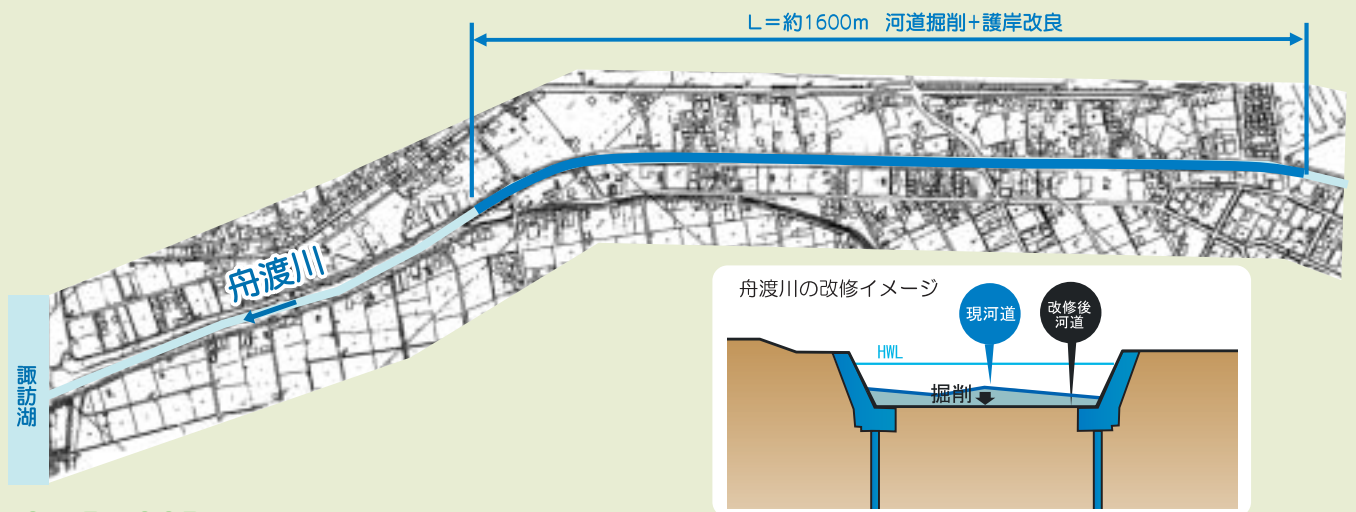 L=約1600m 河道掘削+護岸改良
舟渡川
諏訪湖
舟渡川の改修イメージ
現河道
改修後
河道
HWL
掘削